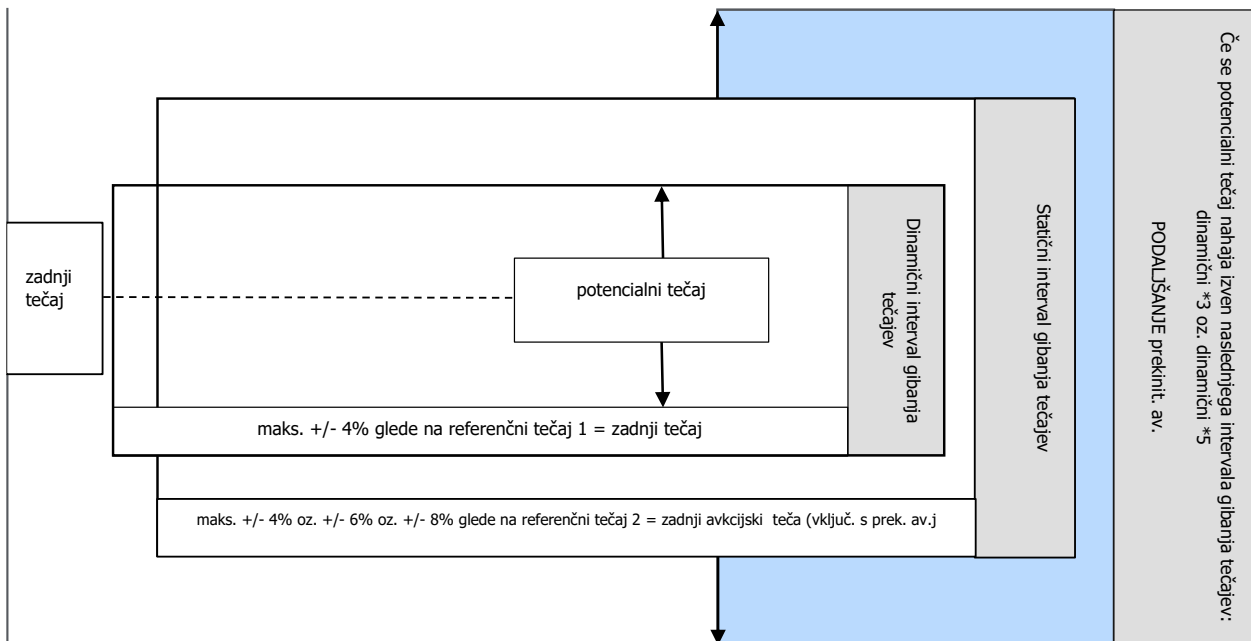 zadnji
tečaj
potencialni tečaj
maks. +/- 4% glede na referenčni tečaj 1 = zadnji tečaj
Dinamični interval gibanja
tečajev
maks. +/- 4% oz. +/- 6% oz. +/- 8% glede na referenčni tečaj 2 = zadnji avkcijski teča (vključ. s prek. av.j
Statični interval gibanja tečajev
Če se potencialni tečaj nahaja izven naslednjega intervala gibanja tečajev:
dinamični *3 oz. dinamični *5
PODALJŠANJE prekinit. av.